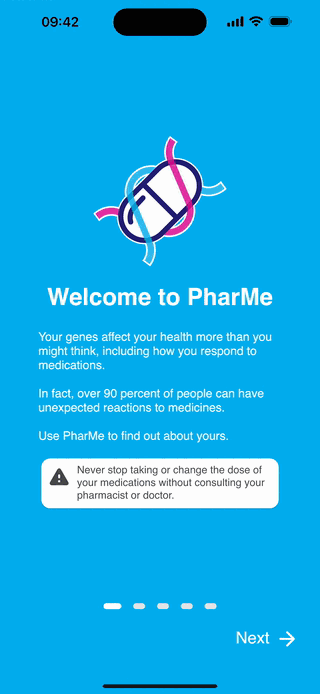 09:42
Welcome to PharMe
Your genes affect your health more than you
might think, including how you respond to
medications.
In fact, over 90 percent of people can have
unexpected reactions to medicines.
Use PharMe to find out about yours.
Never stop taking or change the dose of
your medications without consulting your
pharmacist or doctor.
Next